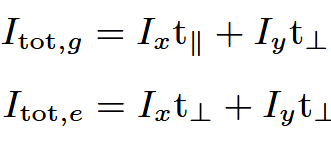 I_{tot,g} = I_x t_∥ + I_y t_⊥
I_{tot,e} = I_x t_⊥ + I_y t_⊥